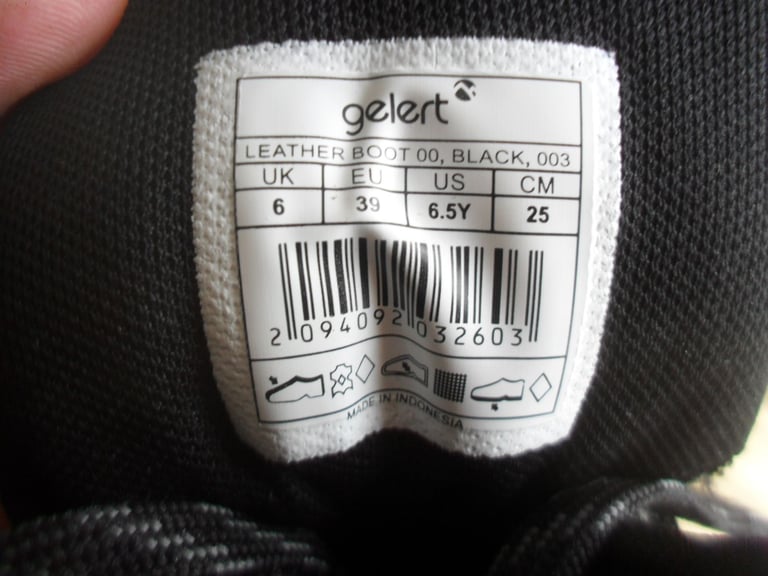 gelert
LEATHER BOOT 00, BLACK, 003
UK EU US CM
6 39 6.5Y 25
2 094092 032603
MADE IN INDONESIA